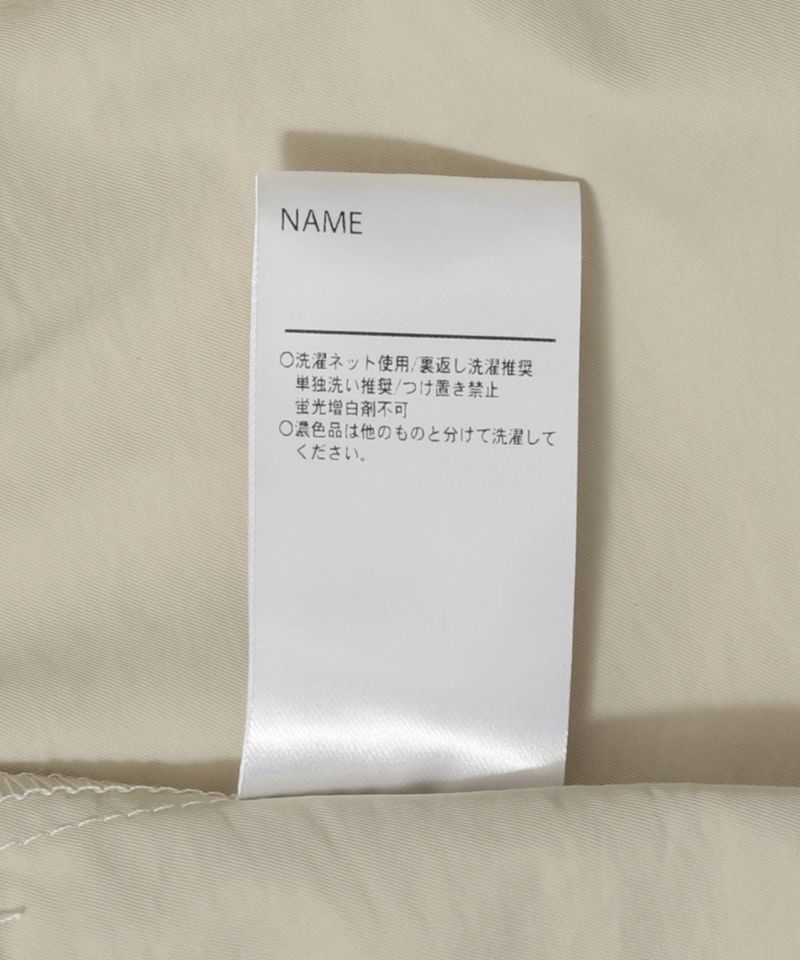 NAME
〇洗濯ネット使用/裏返し洗濯推奨
単独洗い推奨/つけ置き禁止
蛍光増白剤不可
〇濃色品は他のものと分けて洗濯して
ください。